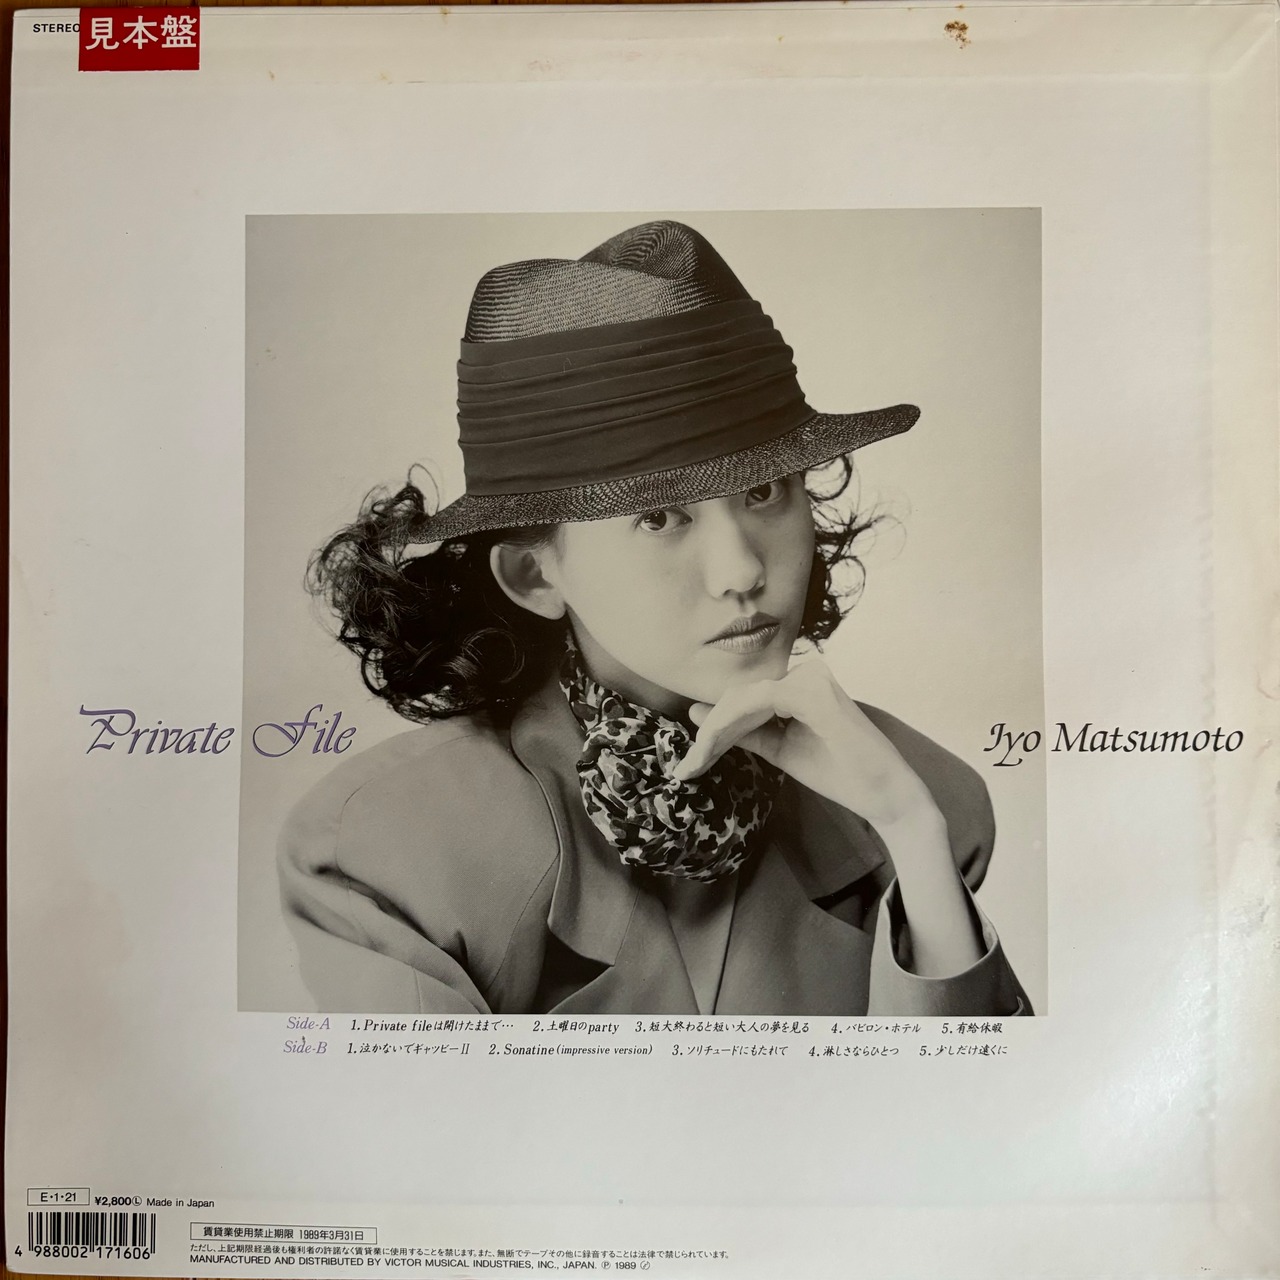 STEREO
見本盤
Private File
Iyo Matsumoto
Side-A 1. Private fileは開けたままで… 2. 土曜日のparty 3. 短大終わると短い大人の夢を見る 4. バビロン・ホテル 5. 有給休暇
Side-B 1. 泣かないでギャツビーII 2. Sonatine (impressive version) 3. ソリチュードにもたれて 4. 淋しさならひとつ 5. 少しだけ遠くに
E・1・21 ¥2,800Ⓛ Made in Japan
4 988002 171606
賃貸業使用禁止期限 1989年3月31日
ただし、上記期限経過後も権利者の許諾なく賃貸業に使用することを禁じます。また、無断でテープその他に録音することは法律で禁じられています。
MANUFACTURED AND DISTRIBUTED BY VICTOR MUSICAL INDUSTRIES, INC., JAPAN. Ⓟ 1989